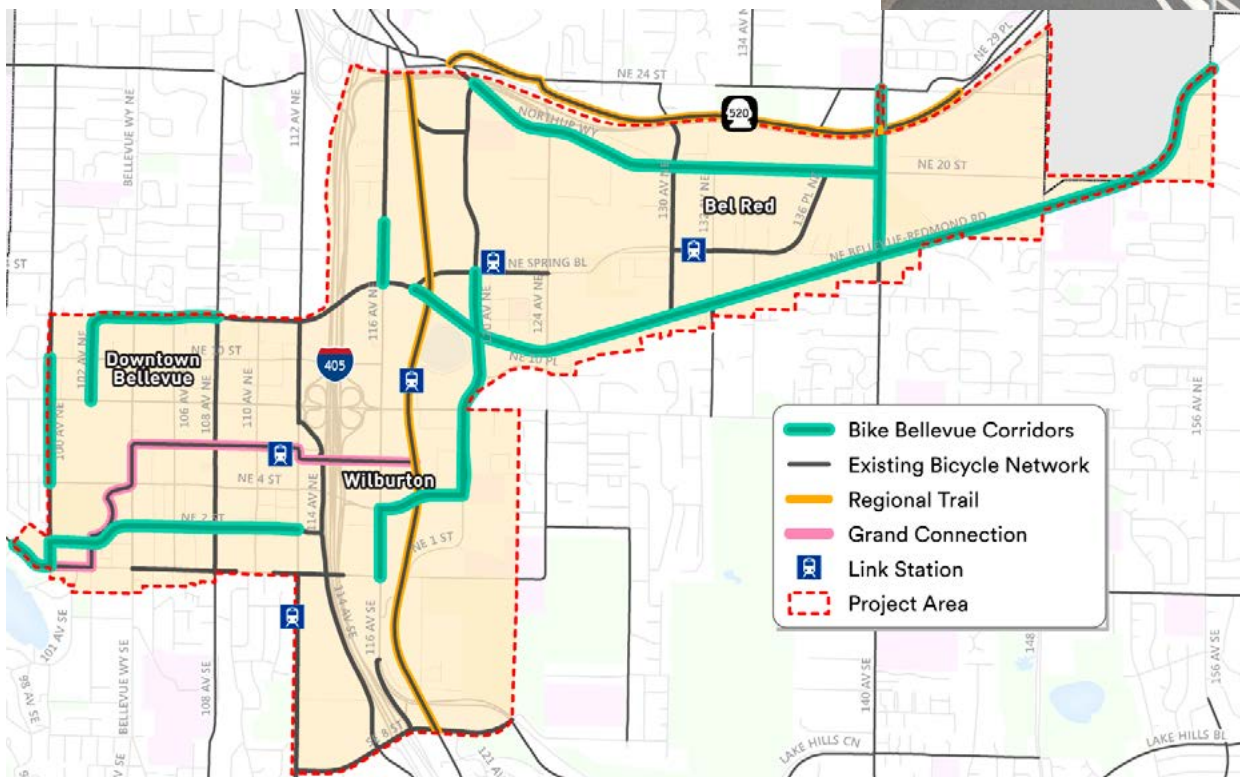 134 AV NE
NE 29 PL
NE 24 ST
520
BELLEVUE WY NE
112 AV NE
NORTHUP WY
NE 20 ST
130 AV NE
132
136 PL N
Bel Red
NE BELLEVUE-REDMOND RD
ST
NE SPRING BL
116 AV N
124 AV NE
NE 10 PL
102 AV NE
NE 10 ST
Downtown
Bellevue
405
106 AV
108 AV NE
110 AV NE
100 AV NE
156 AV NE
NE 4 ST
Wilburton
NE 2 ST
114 AV NE
NE 1 ST
Bike Bellevue Corridors
Existing Bicycle Network
Regional Trail
Grand Connection
Link Station
Project Area
101 AV SE
98 AV SE
BELLEVUE WY SE
108 AV SE
114 AV SE
116 AV SE
148
140 AV SE
156 AV SE
SE 8 ST
121 A
LAKE HILLS CN
LAKE HILLS BL